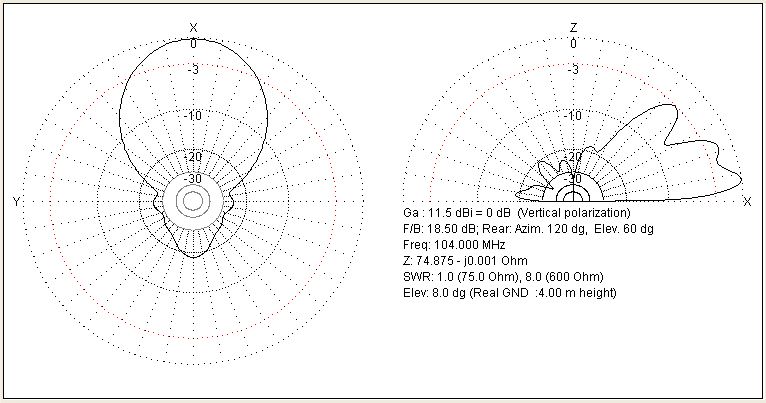 X
0
-3
-10
-20
-30
Y
Z
0
-3
-10
-20
-30
X
Ga : 11.5 dBi = 0 dB (Vertical polarization)
F/B: 18.50 dB; Rear: Azim. 120 dg, Elev. 60 dg
Freq: 104.000 MHz
Z: 74.875 - j0.001 Ohm
SWR: 1.0 (75.0 Ohm), 8.0 (600 Ohm)
Elev: 8.0 dg (Real GND :4.00 m height)